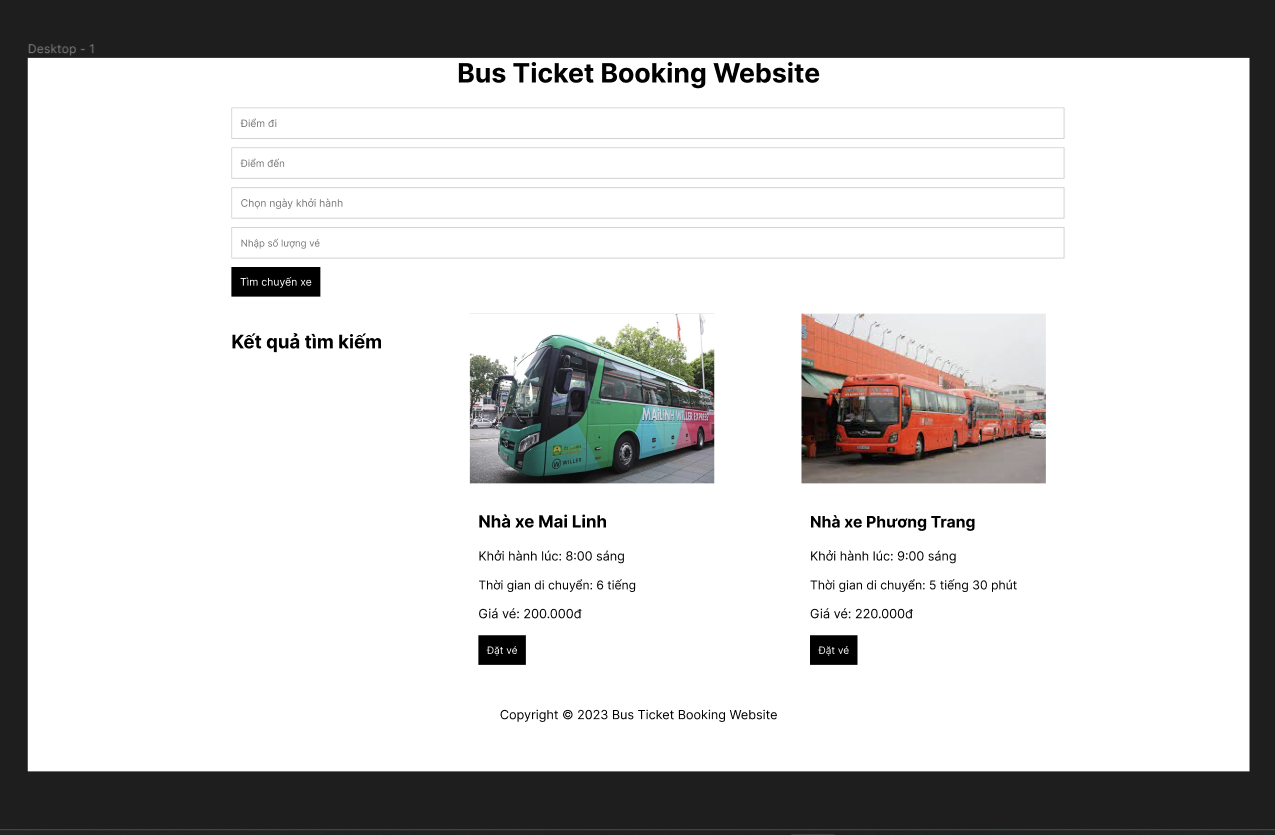 Desktop - 1
Bus Ticket Booking Website
Điểm đi
Điểm đến
Chọn ngày khởi hành
Nhập số lượng vé
Tìm chuyến xe
Kết quả tìm kiếm
MAILINH WILLER EXPRESS
WILLER
Nhà xe Mai Linh
Khởi hành lúc: 8:00 sáng
Thời gian di chuyển: 6 tiếng
Giá vé: 200.000đ
Đặt vé
Nhà xe Phương Trang
Khởi hành lúc: 9:00 sáng
Thời gian di chuyển: 5 tiếng 30 phút
Giá vé: 220.000đ
Đặt vé
Copyright © 2023 Bus Ticket Booking Website